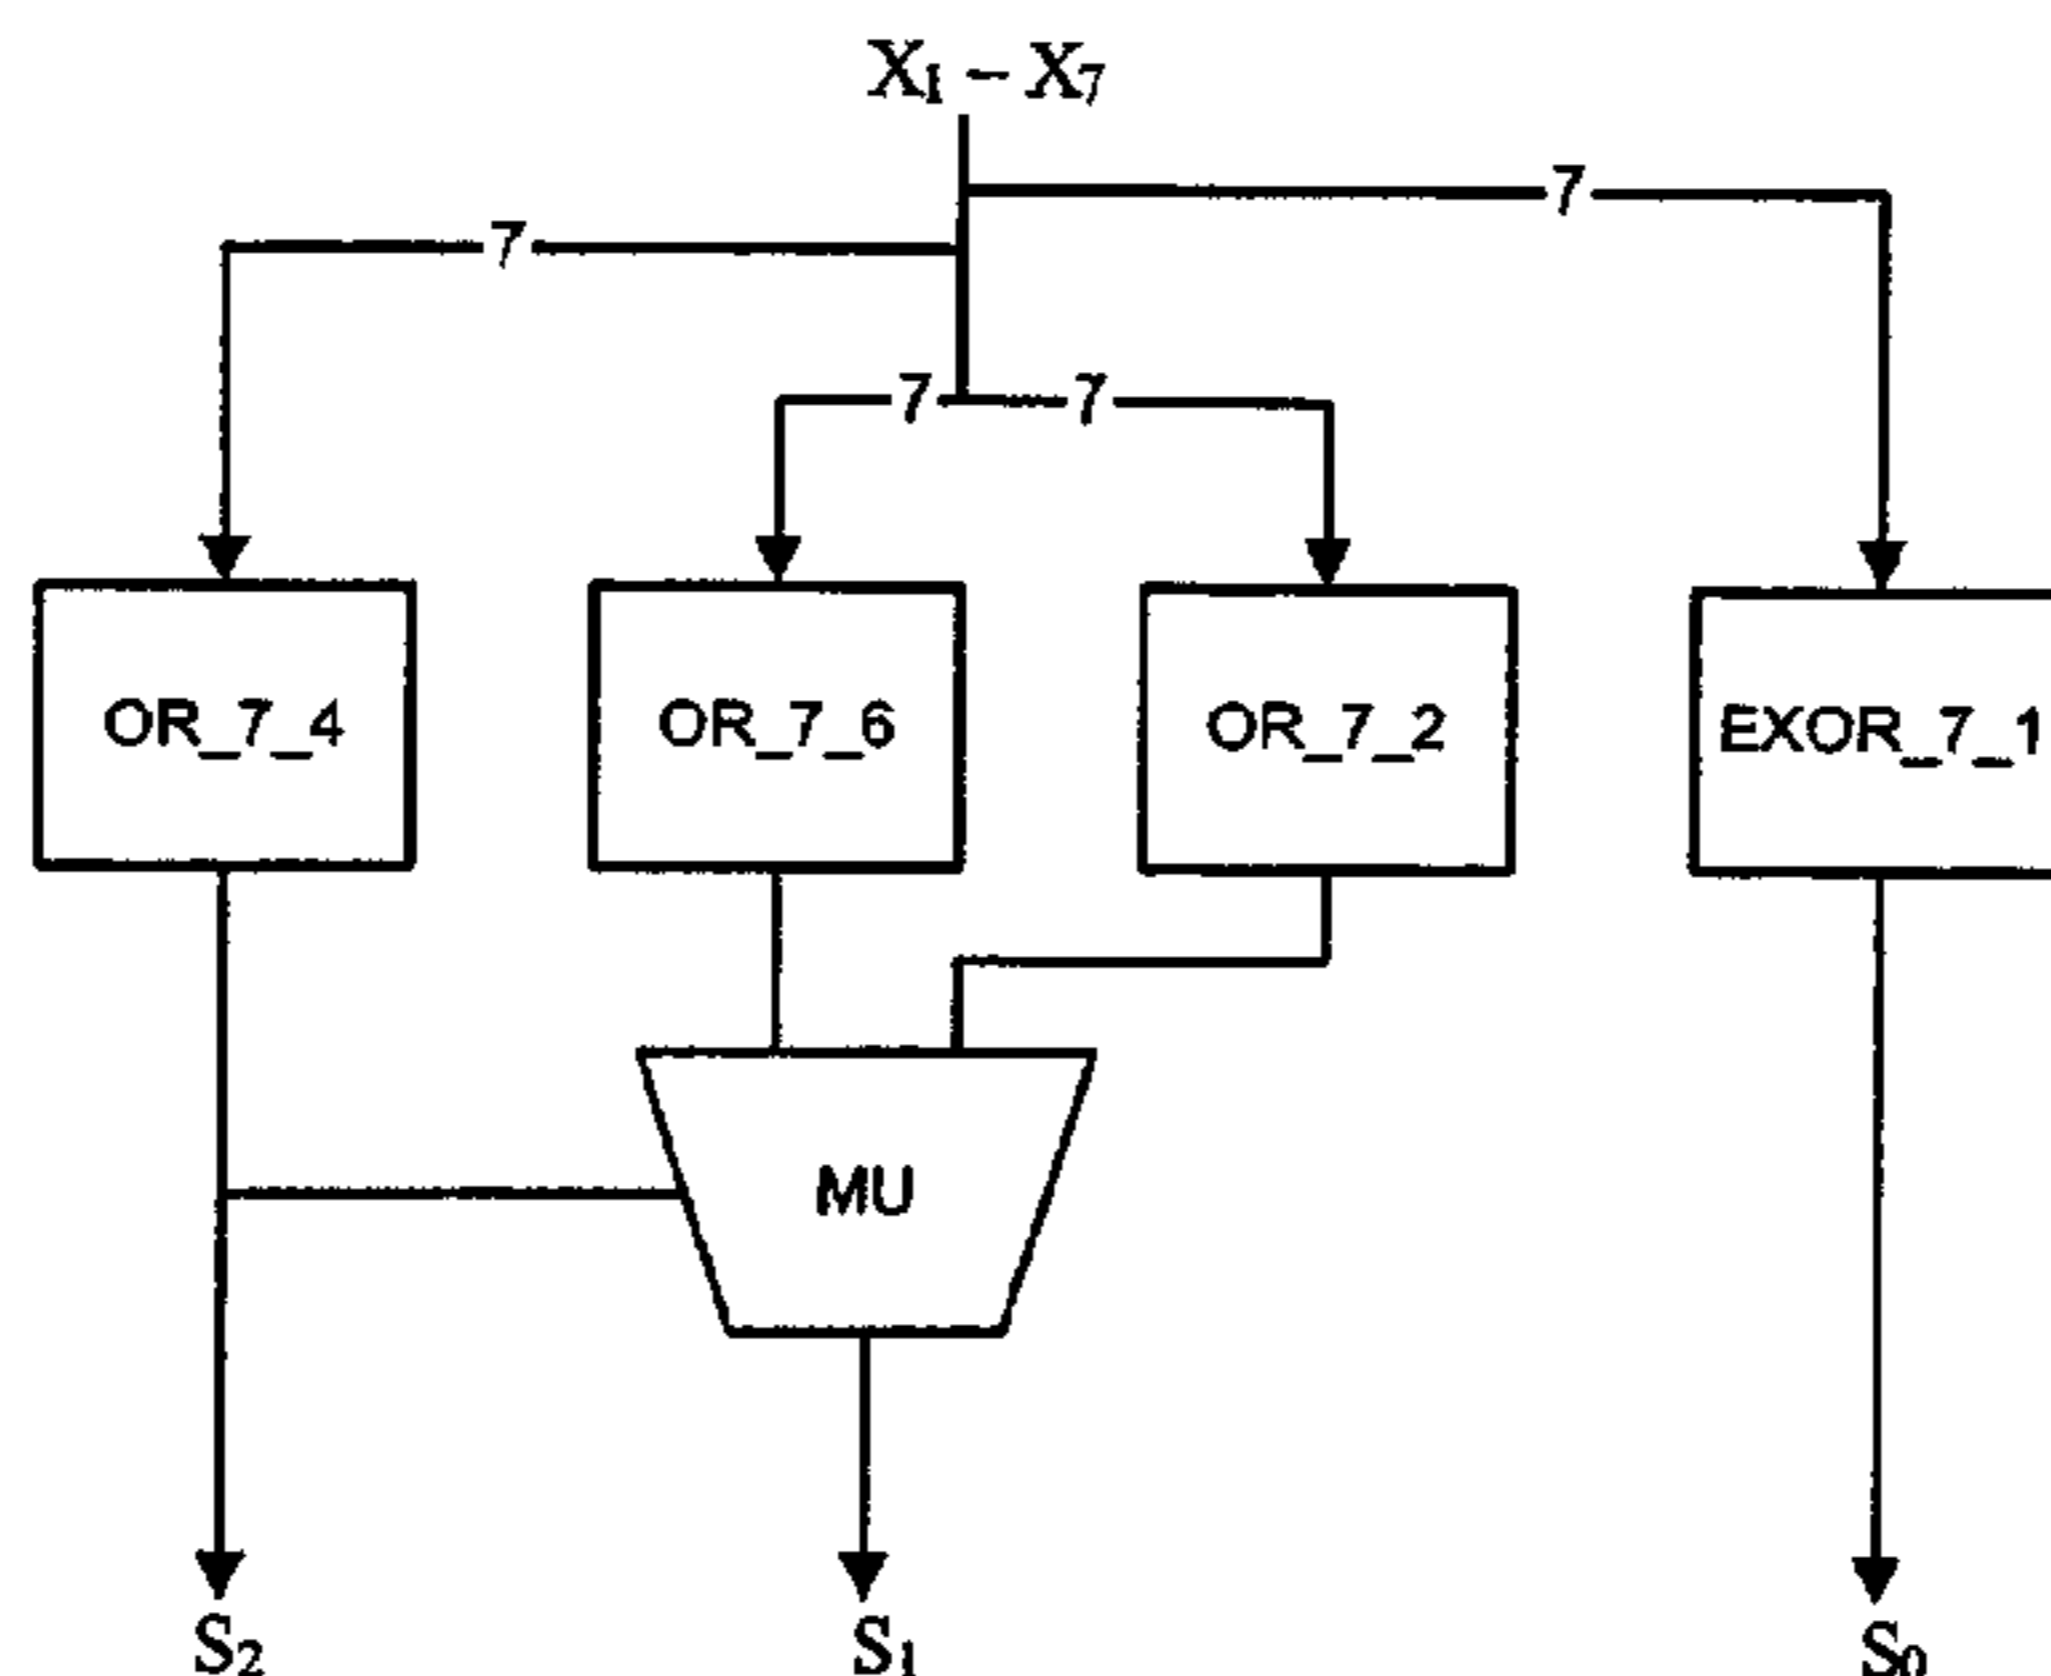 X1 – X7
7
7
7 7
OR_7_4 OR_7_6 OR_7_2 EXOR_7_1
MU
S2 S1 S0